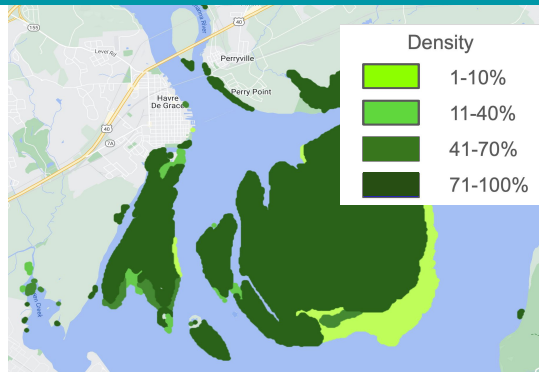 155
40
Level Rd
Perryville
Havre
De Grace
Perry Point
40
7A
Density
1-10%
11-40%
41-70%
71-100%